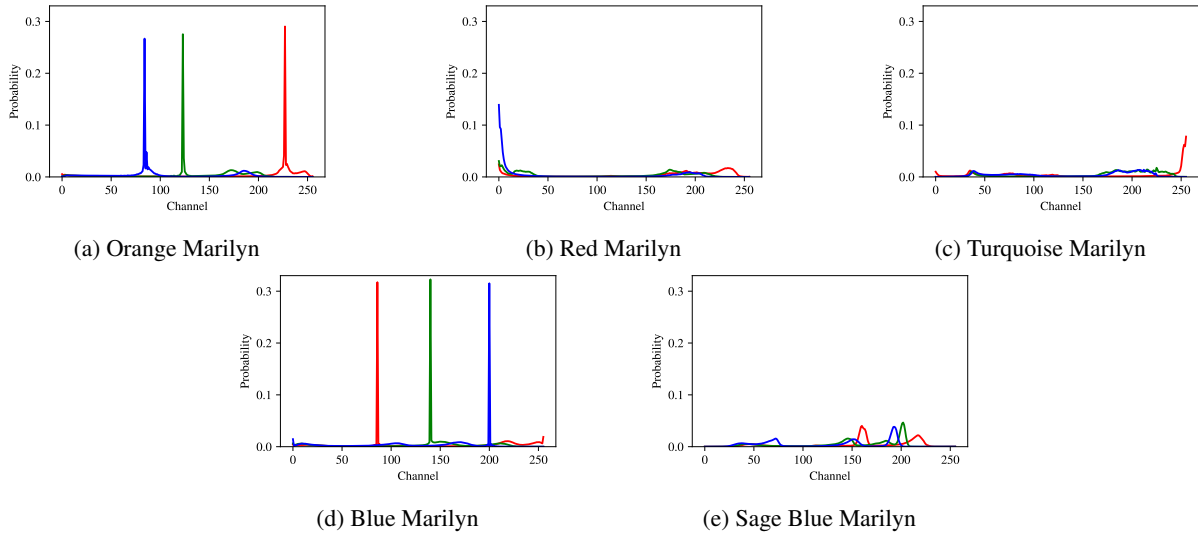 0.3
0.2
0.1
0.0
Probability
0 50 100 150 200 250
Channel
(a) Orange Marilyn
0.3
0.2
0.1
0.0
Probability
0 50 100 150 200 250
Channel
(b) Red Marilyn
0.3
0.2
0.1
0.0
Probability
0 50 100 150 200 250
Channel
(c) Turquoise Marilyn
0.3
0.2
0.1
0.0
Probability
0 50 100 150 200 250
Channel
(d) Blue Marilyn
0.3
0.2
0.1
0.0
Probability
0 50 100 150 200 250
Channel
(e) Sage Blue Marilyn